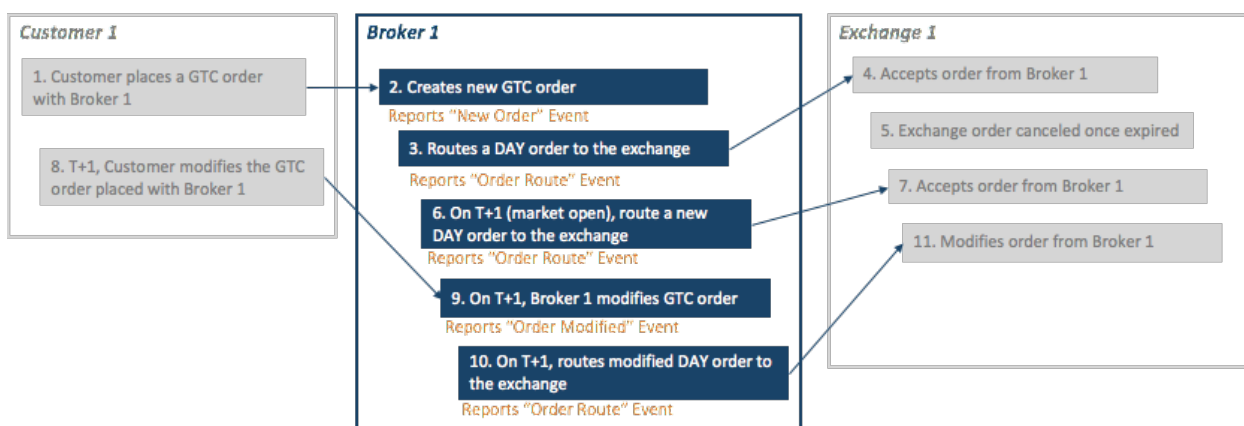 Customer 1
1. Customer places a GTC order
with Broker 1
8. T+1, Customer modifies the GTC
order placed with Broker 1
Broker 1
2. Creates new GTC order
Reports "New Order" Event
3. Routes a DAY order to the exchange
Reports "Order Route" Event
6. On T+1 (market open), route a new
DAY order to the exchange
Reports "Order Route" Event
9. On T+1, Broker 1 modifies GTC order
Reports "Order Modified" Event
10. On T+1, routes modified DAY order to
the exchange
Reports "Order Route" Event
Exchange 1
4. Accepts order from Broker 1
5. Exchange order canceled once expired
7. Accepts order from Broker 1
11. Modifies order from Broker 1